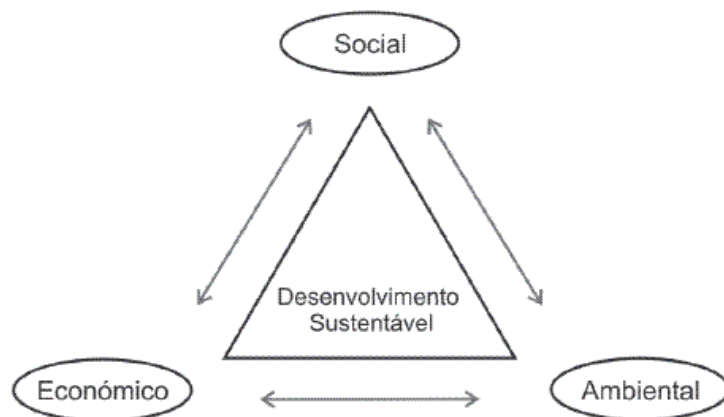 Social
Desenvolvimento
Sustentável
Económico
Ambiental